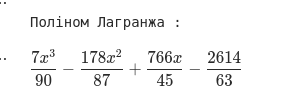 Поліном Лагранжа :
7x³/90 − 178x²/87 + 766x/45 − 2614/63